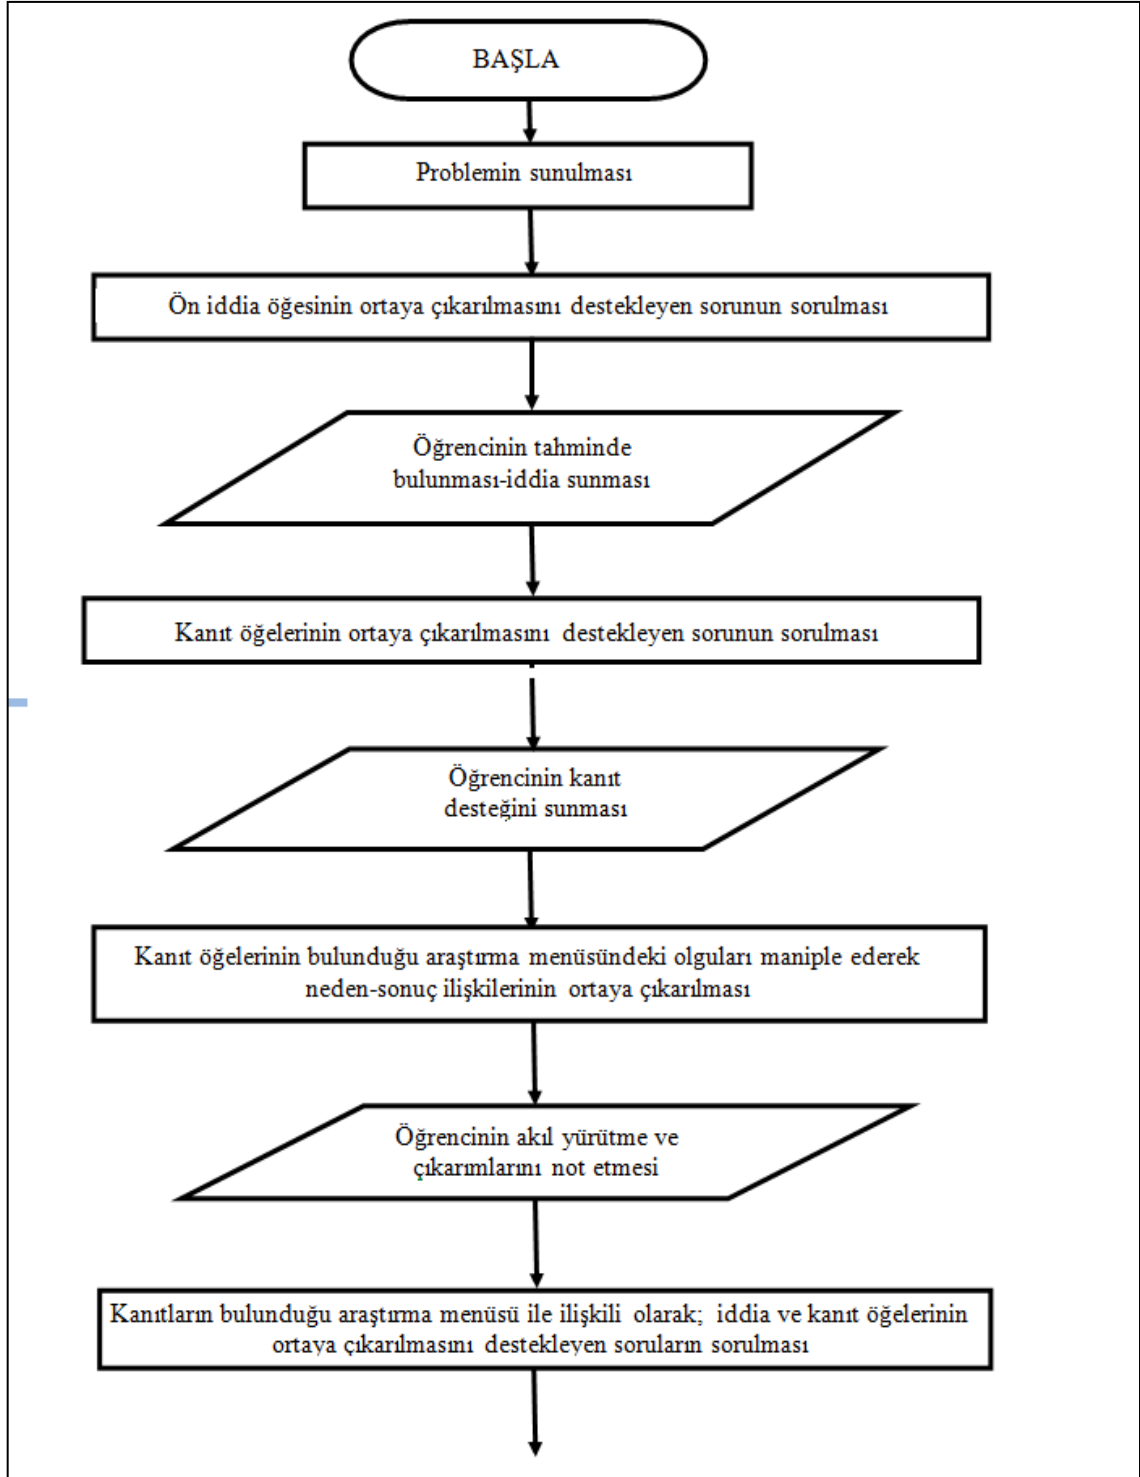 BAŞLA
Problemin sunulması
Ön iddia öğesinin ortaya çıkarılmasını destekleyen sorunun sorulması
Öğrencinin tahminde
bulunması-iddia sunması
Kanıt öğelerinin ortaya çıkarılmasını destekleyen sorunun sorulması
Öğrencinin kanıt
desteğini sunması
Kanıt öğelerinin bulunduğu araştırma menüsündeki olguları maniple ederek
neden-sonuç ilişkilerinin ortaya çıkarılması
Öğrencinin akıl yürütme ve
çıkarımlarını not etmesi
Kanıtların bulunduğu araştırma menüsü ile ilişkili olarak; iddia ve kanıt öğelerinin
ortaya çıkarılmasını destekleyen soruların sorulması